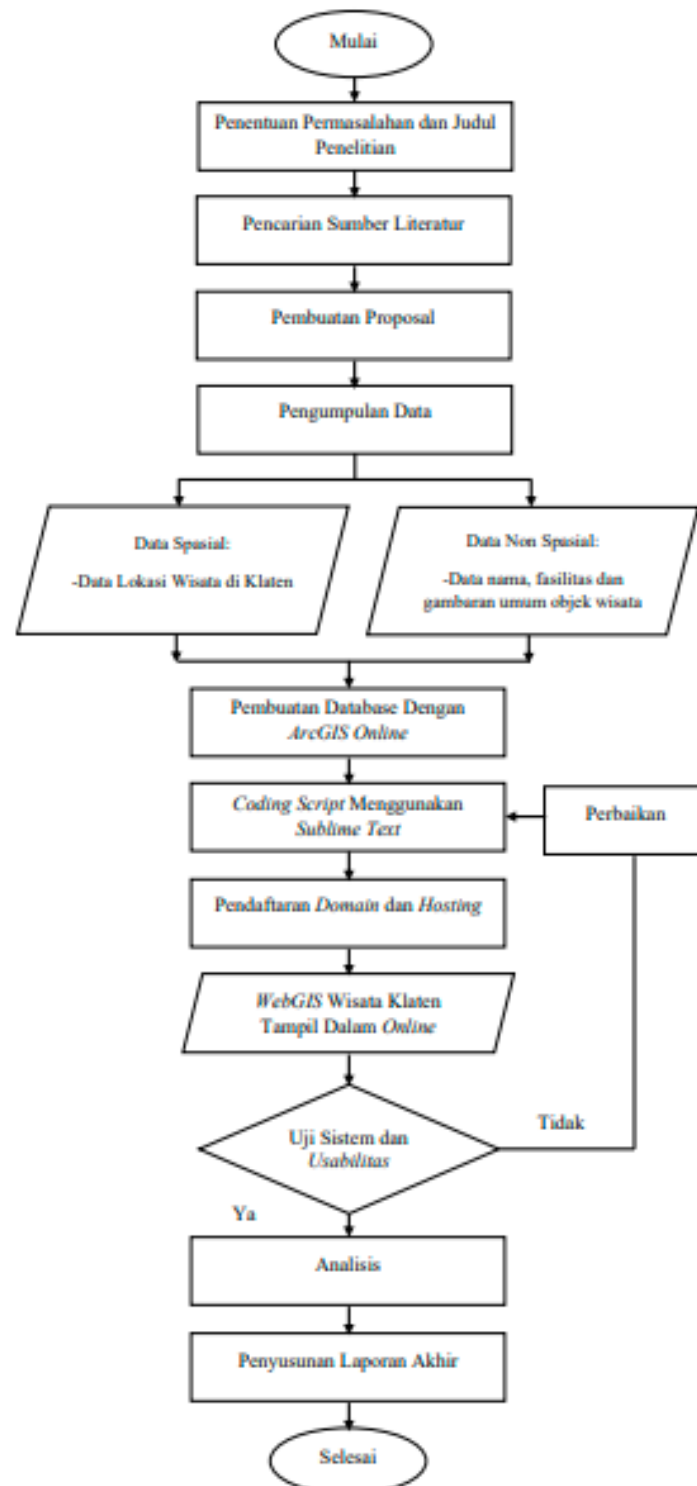 Mulai
Penentuan Permasalahan dan Judul
Penelitian
Pencarian Sumber Literatur
Pembuatan Proposal
Pengumpulan Data
Data Spasial:
-Data Lokasi Wisata di Klaten
Data Non Spasial:
-Data nama, fasilitas dan
gambaran umum objek wisata
Pembuatan Database Dengan
ArcGIS Online
Coding Script Menggunakan
Sublime Text
Perbaikan
Pendaftaran Domain dan Hosting
WebGIS Wisata Klaten
Tampil Dalam Online
Uji Sistem dan
Usabilitas
Tidak
Ya
Analisis
Penyusunan Laporan Akhir
Selesai